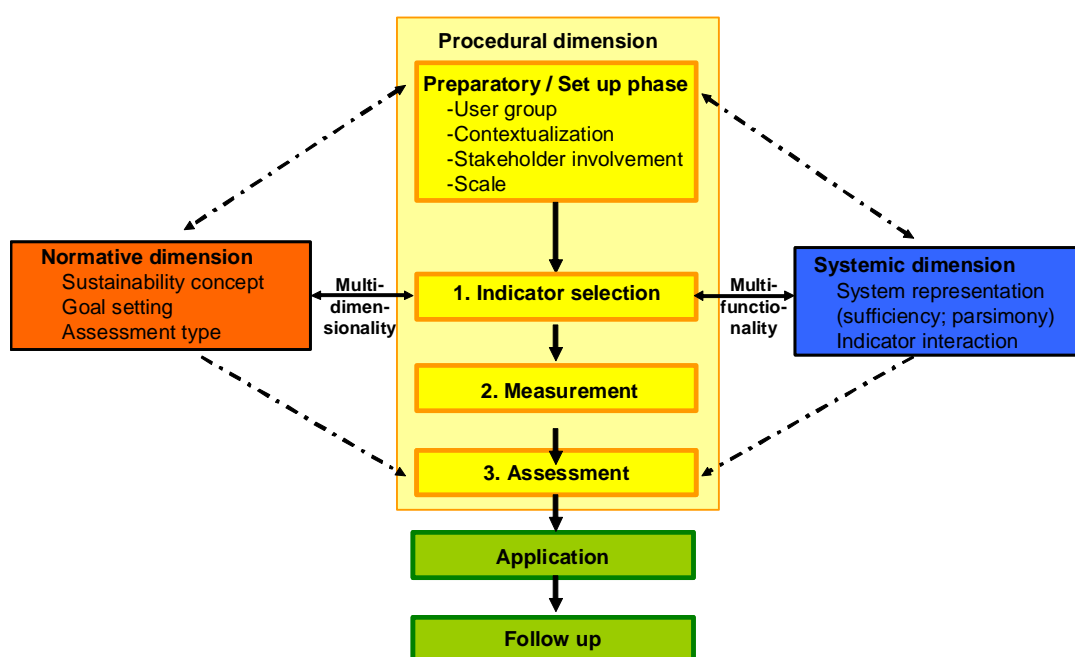 Procedural dimension
Preparatory / Set up phase
-User group
-Contextualization
-Stakeholder involvement
-Scale
Normative dimension
Sustainability concept
Goal setting
Assessment type
Multi-
dimen-
sionality
1. Indicator selection
Multi-
functio-
nality
Systemic dimension
System representation
(sufficiency; parsimony)
Indicator interaction
2. Measurement
3. Assessment
Application
Follow up